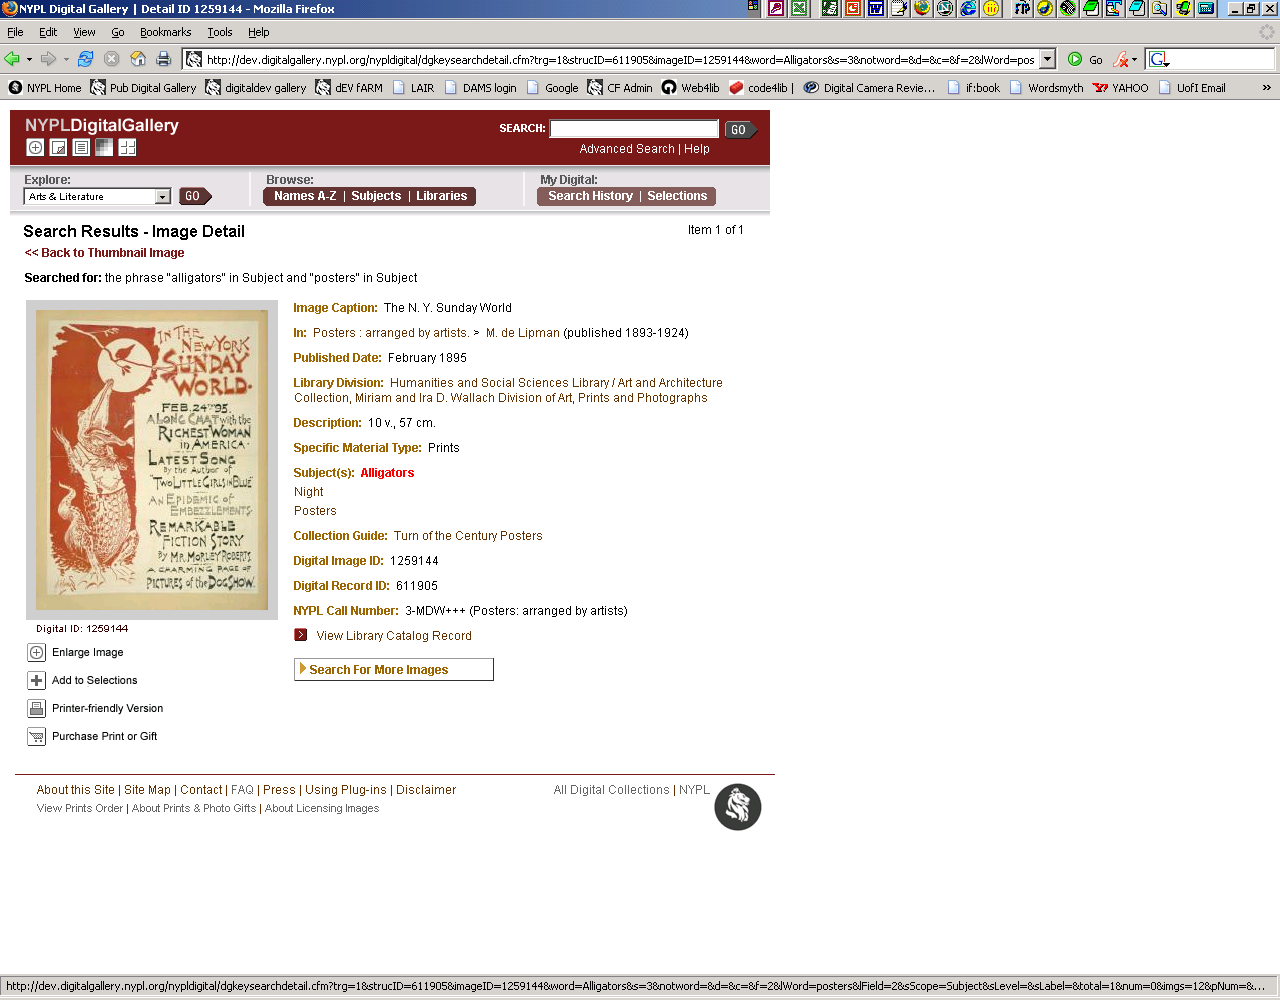 NYPL Digital Gallery | Detail ID 1259144 - Mozilla Firefox
File Edit View Go Bookmarks Tools Help
http://dev.digitalgallery.nypl.org/nypldigital/dgkeysearchdetail.cfm?trg=1&strucID=611905&imageID=1259144&word=Alligators&s=3&notword=&d=&c=&f=2&lWord=pos
Go
NYPL Home Pub Digital Gallery digitaldev gallery dEV fARM LAIR DAMS login Google CF Admin Web4lib code4lib | Digital Camera Revie... if:book Wordsmyth YAHOO UofI Email »
NYPLDigitalGallery
SEARCH: GO
Advanced Search | Help
Explore: Browse: My Digital:
Arts & Literature GO Names A-Z | Subjects | Libraries Search History | Selections
Search Results - Image Detail Item 1 of 1
<< Back to Thumbnail Image
Searched for: the phrase "alligators" in Subject and "posters" in Subject
IN THE
NEW YORK
SUNDAY
WORLD.
FEB. 24TH 95.
A LONG CHAT with the
RICHEST WOMAN
in AMERICA.
LATEST SONG
by the Author of
"TWO LITTLE GIRLS IN BLUE"
AN EPIDEMIC of
EMBEZZLEMENTS.
REMARKABLE
FICTION STORY
By MR. MORLEY ROBERTS
A CHARMING PAGE OF
PICTURES of the DOG SHOW.
Digital ID: 1259144
Enlarge Image
Add to Selections
Printer-friendly Version
Purchase Print or Gift
Image Caption: The N. Y. Sunday World
In: Posters : arranged by artists. > M. de Lipman (published 1893-1924)
Published Date: February 1895
Library Division: Humanities and Social Sciences Library / Art and Architecture
Collection, Miriam and Ira D. Wallach Division of Art, Prints and Photographs
Description: 10 v., 57 cm.
Specific Material Type: Prints
Subject(s): Alligators
Night
Posters
Collection Guide: Turn of the Century Posters
Digital Image ID: 1259144
Digital Record ID: 611905
NYPL Call Number: 3-MDW+++ (Posters: arranged by artists)
View Library Catalog Record
Search For More Images
About this Site | Site Map | Contact | FAQ | Press | Using Plug-ins | Disclaimer All Digital Collections | NYPL
View Prints Order | About Prints & Photo Gifts | About Licensing Images
http://dev.digitalgallery.nypl.org/nypldigital/dgkeysearchdetail.cfm?trg=1&strucID=611905&imageID=1259144&word=Alligators&s=3&notword=&d=&c=&f=2&lWord=posters&lField=2&sScope=Subject&sLevel=&sLabel=&total=1&num=0&imgs=12&pNum=&...